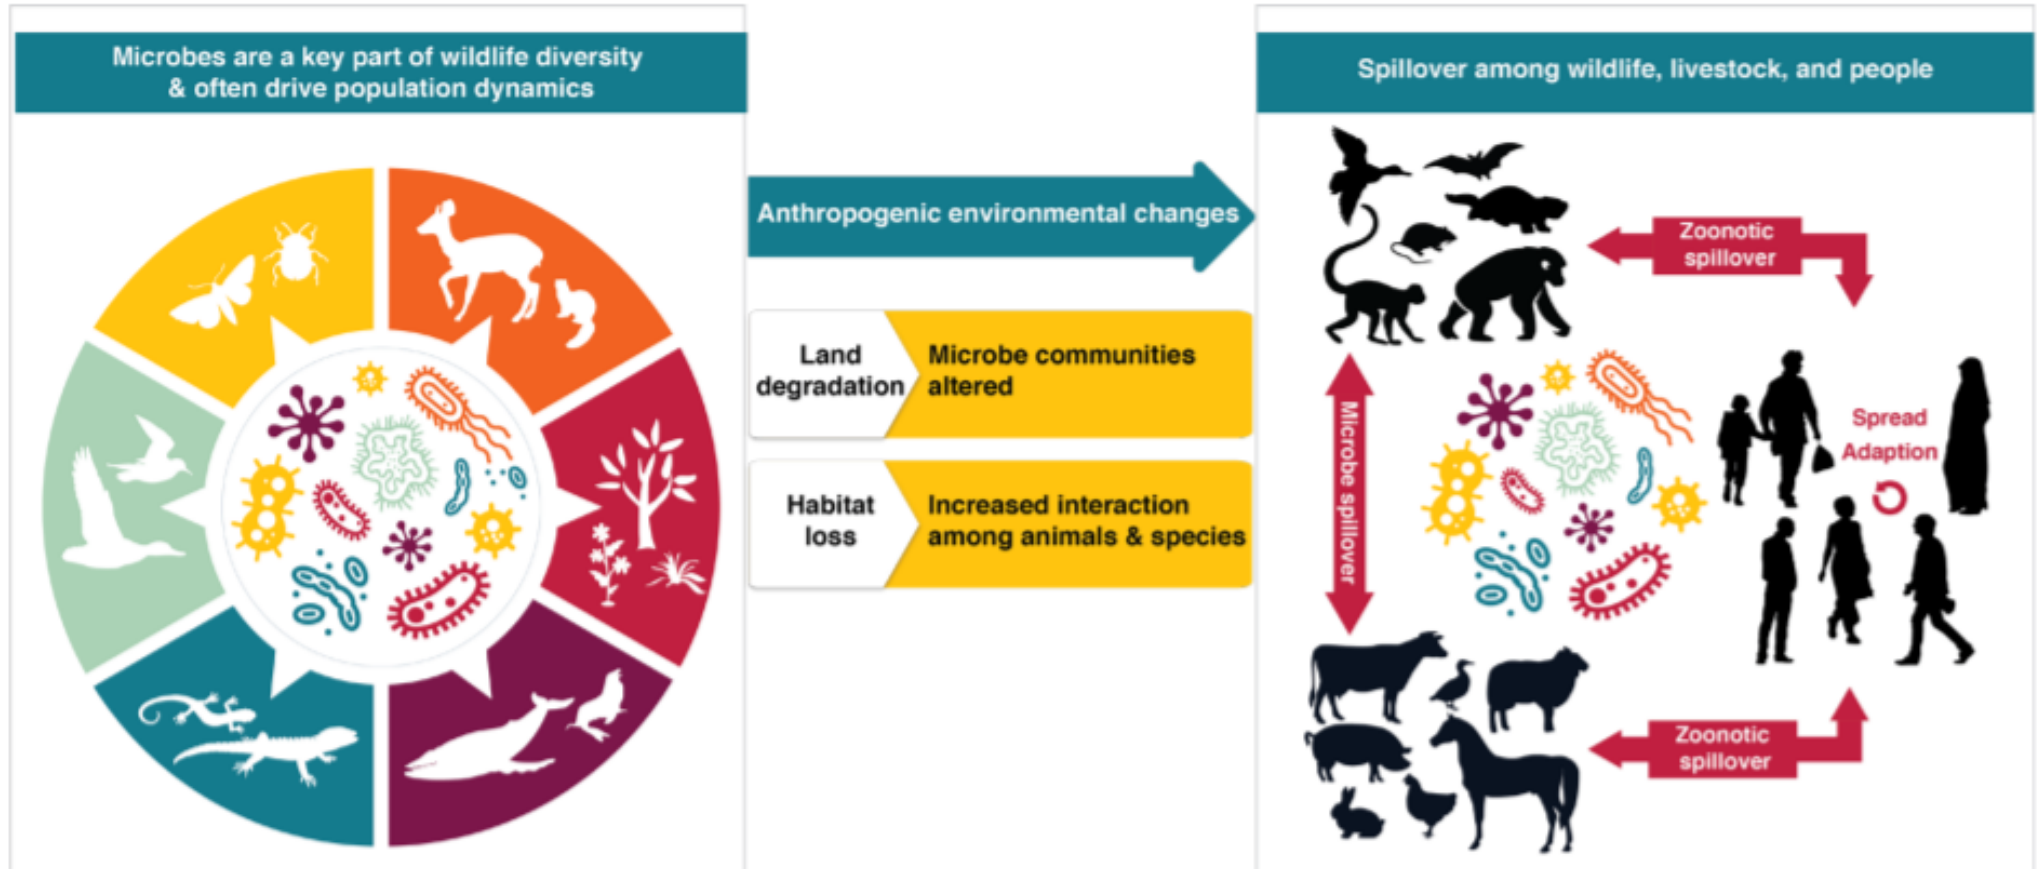 Microbes are a key part of wildlife diversity
& often drive population dynamics
Anthropogenic environmental changes
Land
degradation
Microbe communities
altered
Habitat
loss
Increased interaction
among animals & species
Spillover among wildlife, livestock, and people
Zoonotic
spillover
Microbe spillover
Spread
Adaption
Zoonotic
spillover